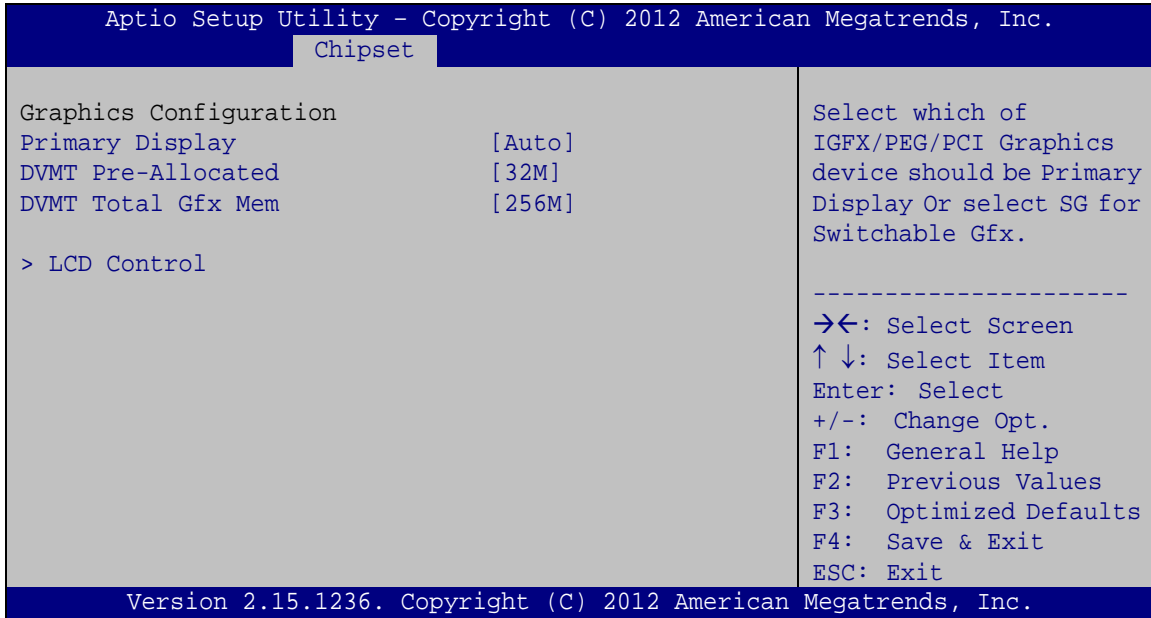 Aptio Setup Utility – Copyright (C) 2012 American Megatrends, Inc.
Chipset
Graphics Configuration
Primary Display [Auto]
DVMT Pre-Allocated [32M]
DVMT Total Gfx Mem [256M]
> LCD Control
Select which of
IGFX/PEG/PCI Graphics
device should be Primary
Display Or select SG for
Switchable Gfx.
----------------------
→←: Select Screen
↑ ↓: Select Item
Enter: Select
+/-: Change Opt.
F1: General Help
F2: Previous Values
F3: Optimized Defaults
F4: Save & Exit
ESC: Exit
Version 2.15.1236. Copyright (C) 2012 American Megatrends, Inc.